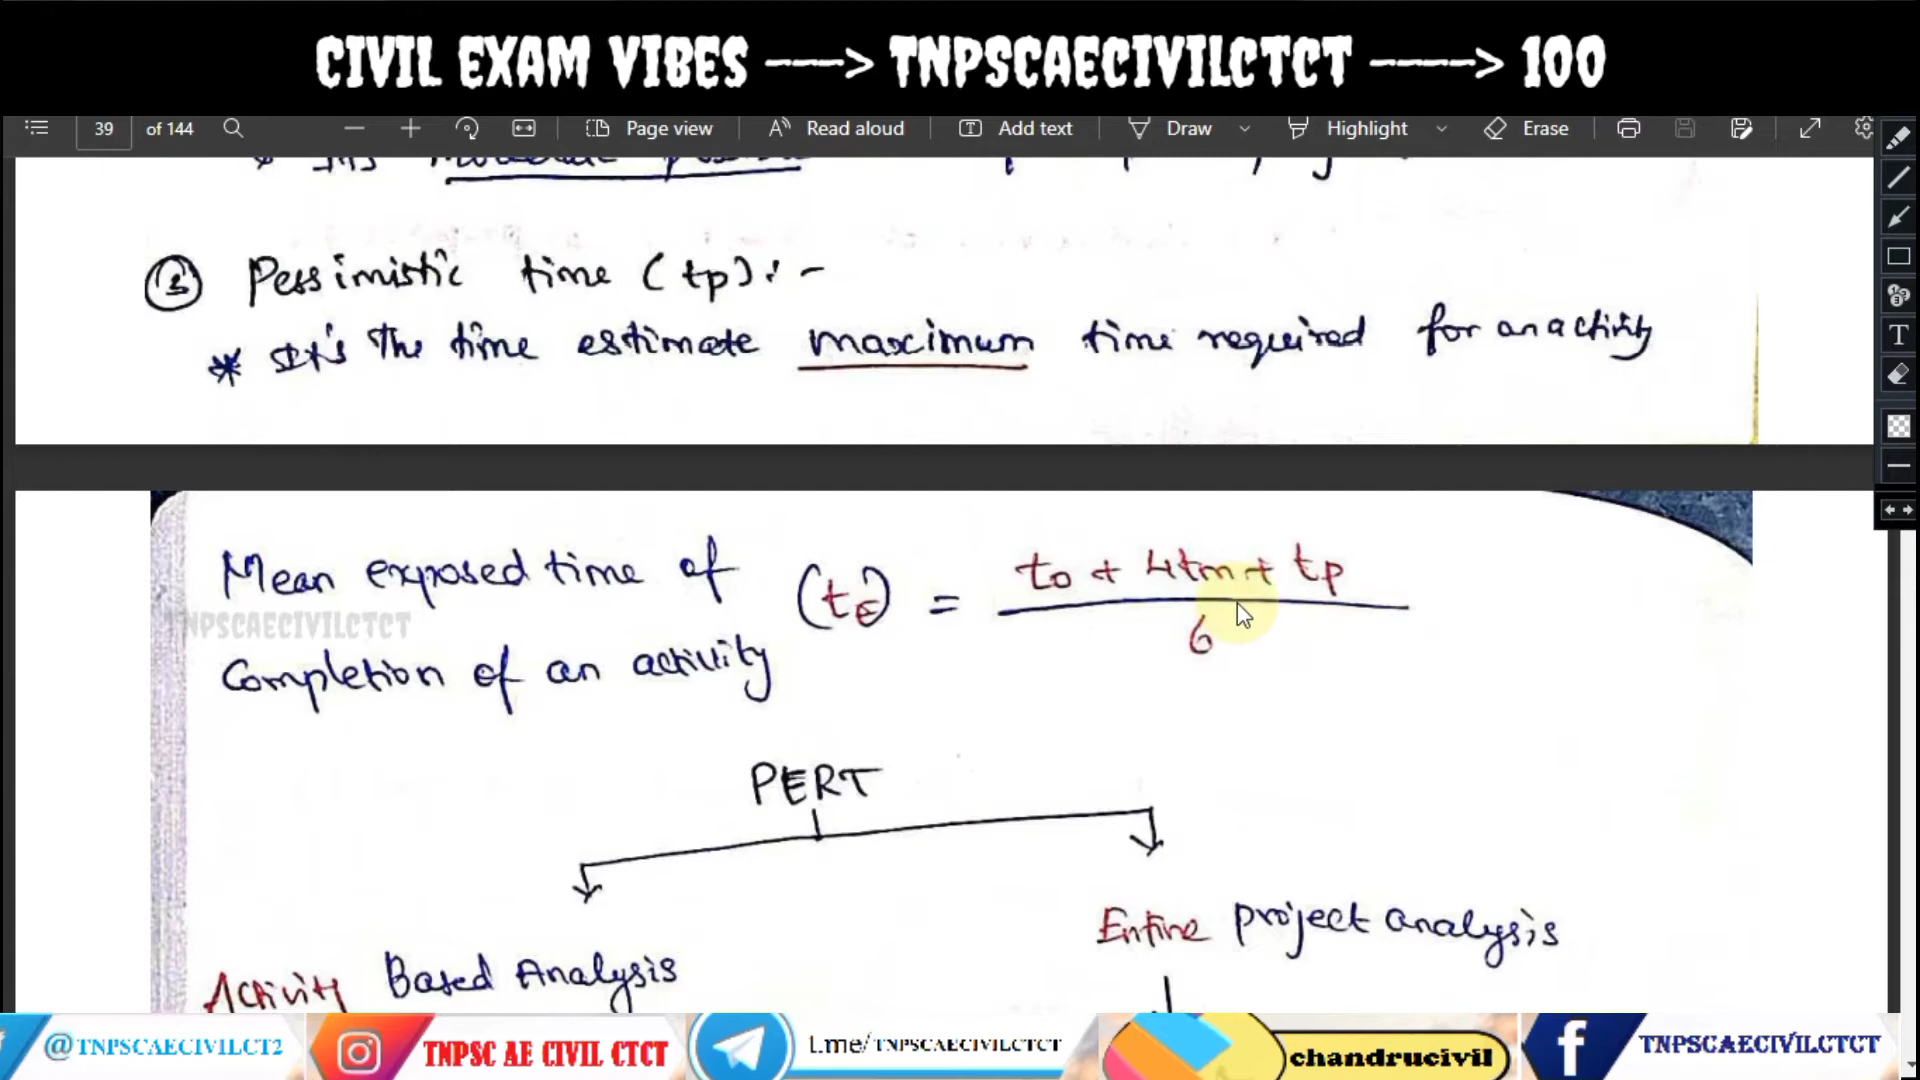 CIVIL EXAM VIBES ---> TNPSCAECIVILCTCT ----> 100
39 of 144 Page view Read aloud Add text Draw Highlight Erase
③ Pessimistic time (tp):-
* It's the time estimate maximum time required for an activity
Mean exposed time of
Completion of an activity
(tE) = to + 4tm + tp
6
TNPSCAECIVILCTCT
PERT
Entire project analysis
Activity Based Analysis
@TNPSCAECIVILCT2 TNPSC AE CIVIL CTCT t.me/TNPSCAECIVILCTCT chandrucivil TNPSCAECIVILCTCT